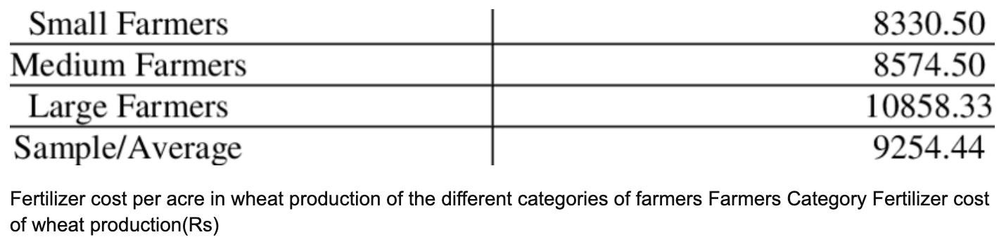 Small Farmers 8330.50
Medium Farmers 8574.50
Large Farmers 10858.33
Sample/Average 9254.44
Fertilizer cost per acre in wheat production of the different categories of farmers Farmers Category Fertilizer cost
of wheat production(Rs)